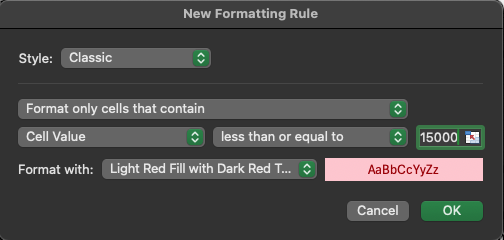 New Formatting Rule
Style: Classic
Format only cells that contain
Cell Value less than or equal to 15000
Format with: Light Red Fill with Dark Red T... AaBbCcYyZz
Cancel OK